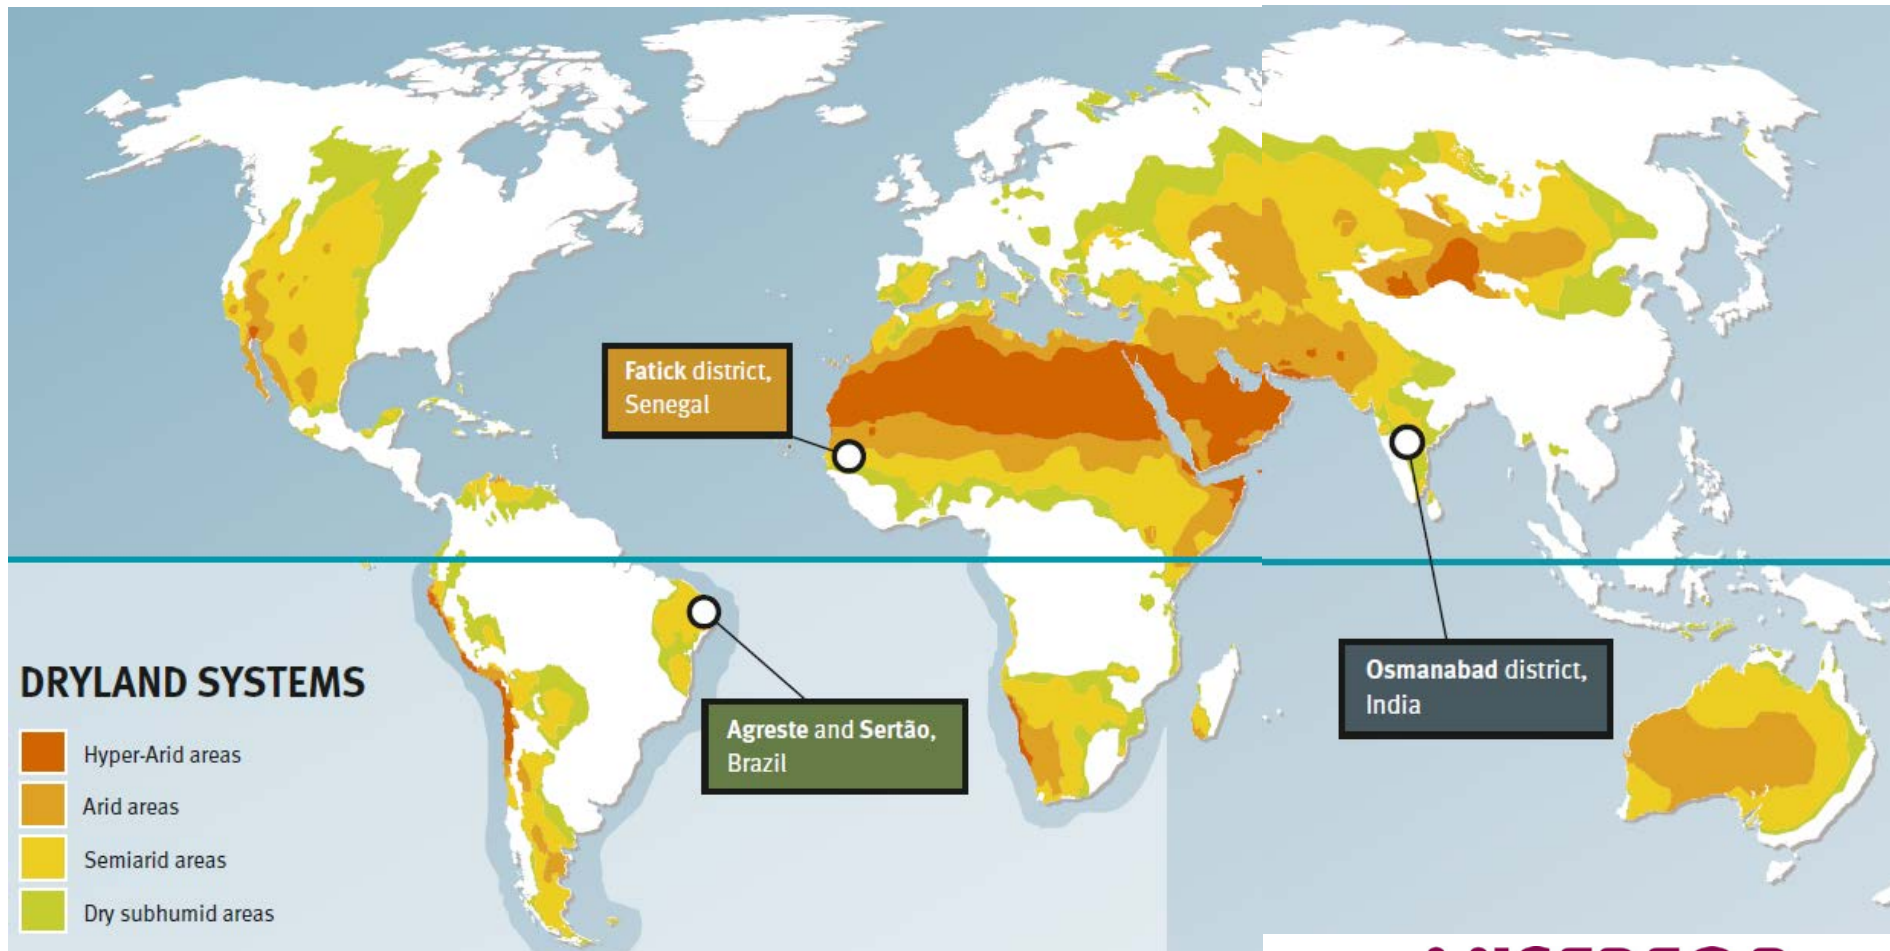 Fatick district,
Senegal
Osmanabad district,
India
DRYLAND SYSTEMS
Agreste and Sertão,
Brazil
Hyper-Arid areas
Arid areas
Semiarid areas
Dry subhumid areas